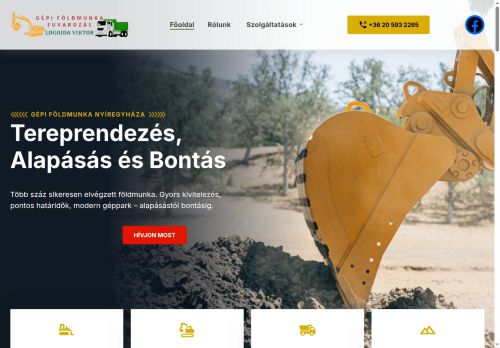 GÉPI FÖLDMUNKA
FUVAROZÁS
LOGOJDA VIKTOR
Főoldal
Rólunk
Szolgáltatások
+36 20 593 2265
GÉPI FÖLDMUNKA NYÍREGYHÁZA
Tereprendezés,
Alapásás és Bontás
Több száz sikeresen elvégzett földmunka. Gyors kivitelezés,
pontos határidők, modern géppark – alapásástól bontásig.
HÍVJON MOST